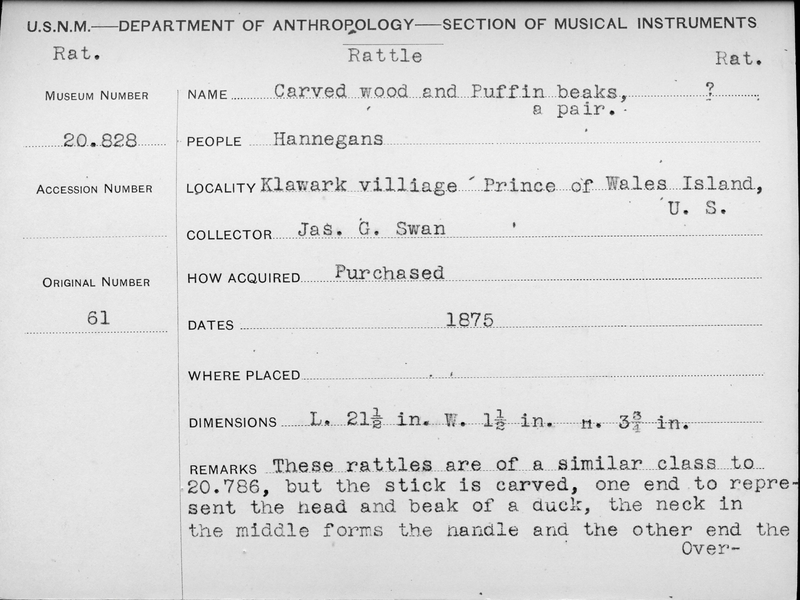 U.S.N.M.—DEPARTMENT OF ANTHROPOLOGY—SECTION OF MUSICAL INSTRUMENTS
Rat. Rattle Rat.
MUSEUM NUMBER
20.828
ACCESSION NUMBER
ORIGINAL NUMBER
61
NAME Carved wood and Puffin beaks, ?
a pair.
PEOPLE Hannegans
LOCALITY Klawark villiage Prince of Wales Island,
U. S.
COLLECTOR Jas. G. Swan
HOW ACQUIRED Purchased
DATES 1875
WHERE PLACED
DIMENSIONS L. 21½ in. W. 1½ in. H. 3¾ in.
REMARKS These rattles are of a similar class to
20.786, but the stick is carved, one end to repre-
sent the head and beak of a duck, the neck in
the middle forms the handle and the other end the
Over-